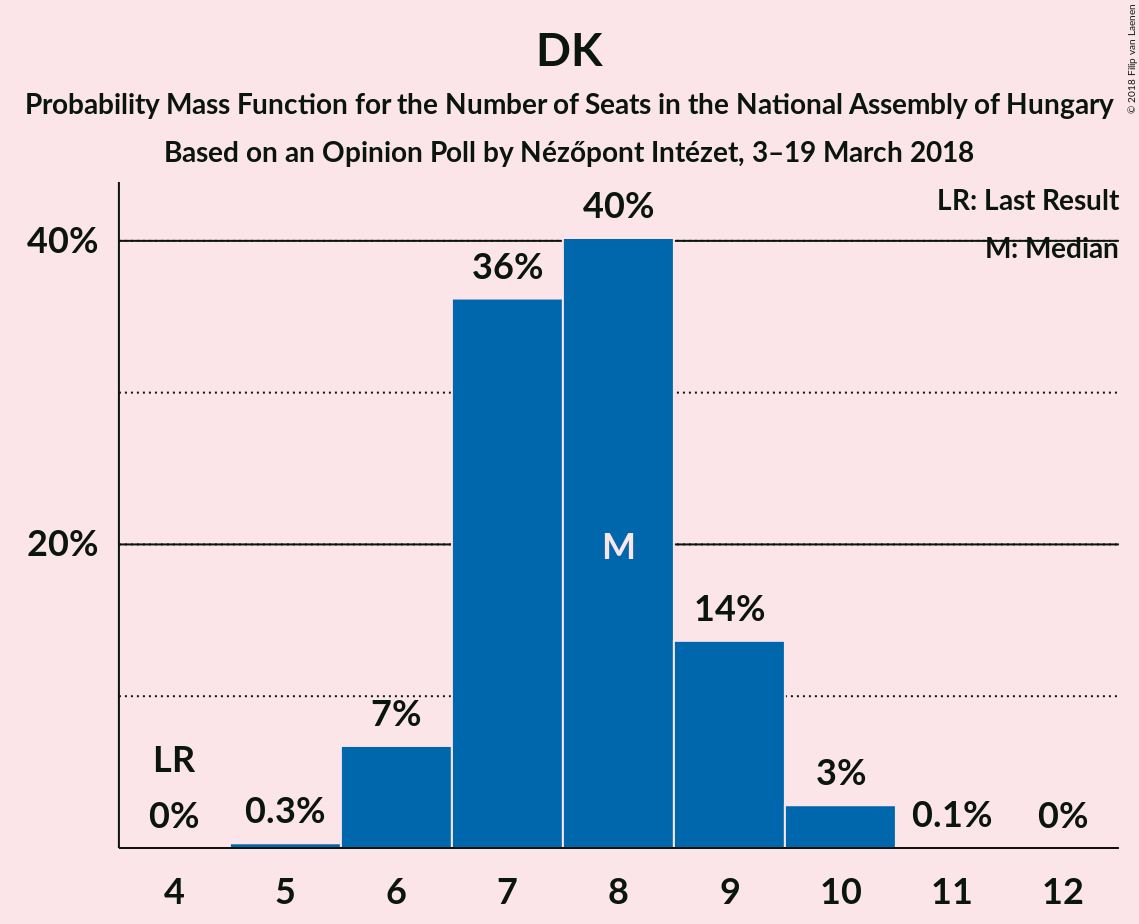 DK
Probability Mass Function for the Number of Seats in the National Assembly of Hungary
Based on an Opinion Poll by Nézőpont Intézet, 3–19 March 2018
© 2018 Filip van Laenen
LR: Last Result
M: Median
40%
20%
40%
36%
M
14%
7%
LR
0%
0.3%
3%
0.1%
0%
4 5 6 7 8 9 10 11 12